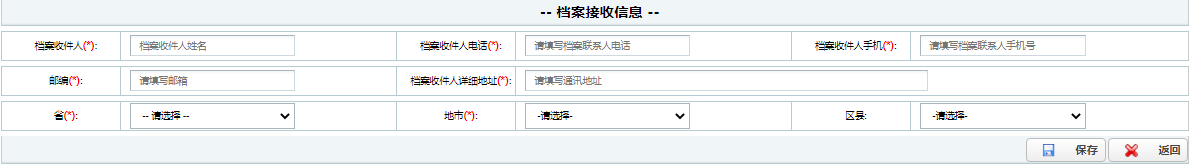 -- 档案接收信息 --
档案收件人(*): 档案收件人姓名 档案收件人电话(*): 请填写档案联系人电话 档案收件人手机(*): 请填写档案联系人手机号
邮编(*): 请填写邮箱 档案收件人详细地址(*): 请填写通讯地址
省(*): -- 请选择 -- 地市(*): -请选择- 区县: -请选择-
保存 返回